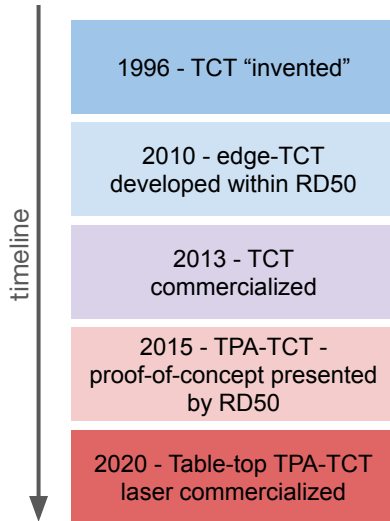 timeline
1996 - TCT “invented”
2010 - edge-TCT
developed within RD50
2013 - TCT
commercialized
2015 - TPA-TCT -
proof-of-concept presented
by RD50
2020 - Table-top TPA-TCT
laser commercialized